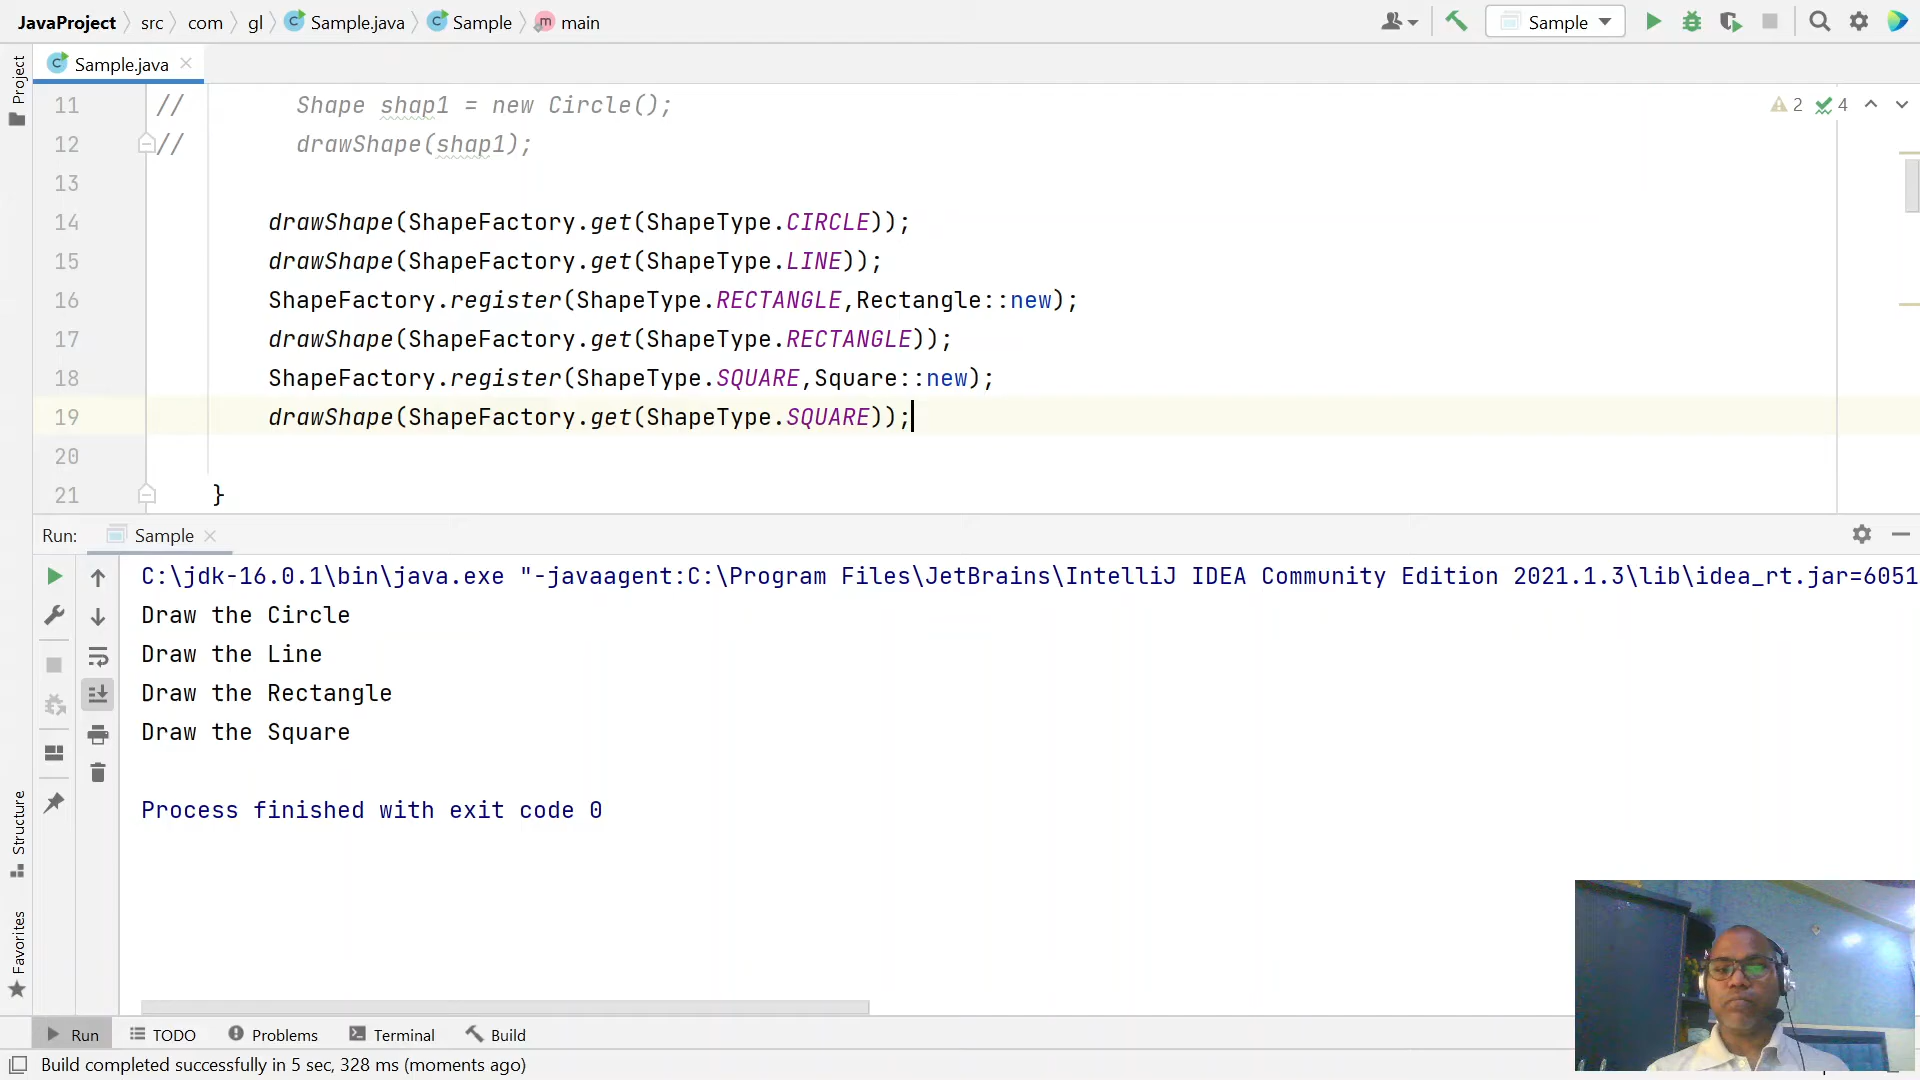 JavaProject src com gl Sample.java Sample main
Sample
Project
Sample.java
2 4
11 // Shape shap1 = new Circle();
12 // drawShape(shap1);
13
14 drawShape(ShapeFactory.get(ShapeType.CIRCLE));
15 drawShape(ShapeFactory.get(ShapeType.LINE));
16 ShapeFactory.register(ShapeType.RECTANGLE,Rectangle::new);
17 drawShape(ShapeFactory.get(ShapeType.RECTANGLE));
18 ShapeFactory.register(ShapeType.SQUARE,Square::new);
19 drawShape(ShapeFactory.get(ShapeType.SQUARE));
20
21 }
Run: Sample
C:\jdk-16.0.1\bin\java.exe "-javaagent:C:\Program Files\JetBrains\IntelliJ IDEA Community Edition 2021.1.3\lib\idea_rt.jar=6051
Draw the Circle
Draw the Line
Draw the Rectangle
Draw the Square
Process finished with exit code 0
Structure
Favorites
Run TODO Problems Terminal Build
Build completed successfully in 5 sec, 328 ms (moments ago)